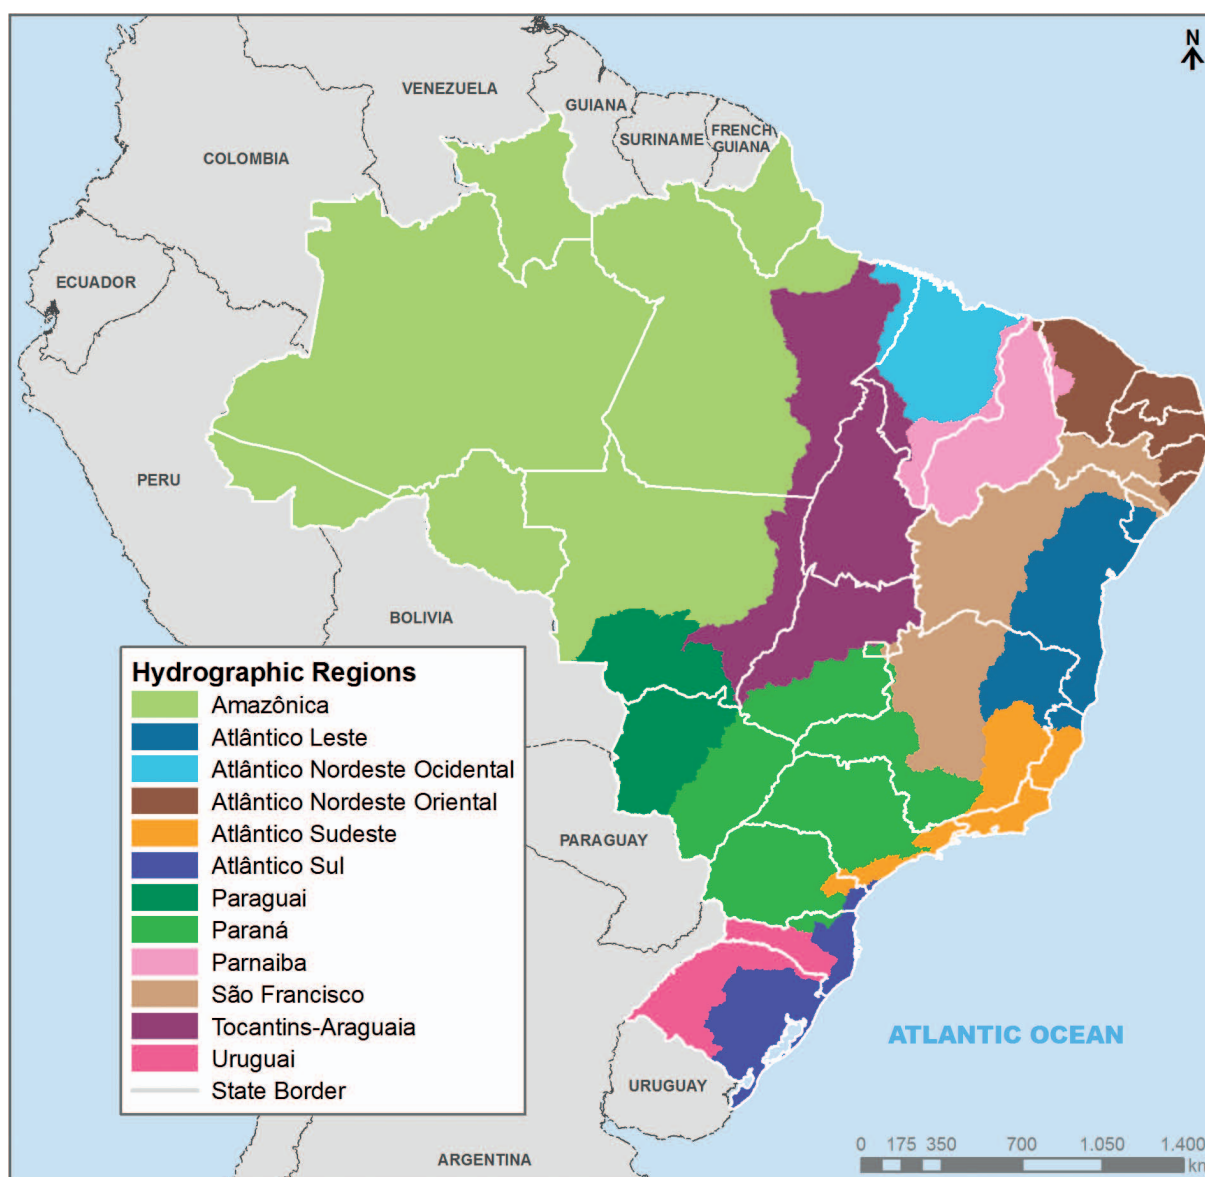 N
VENEZUELA
GUIANA
SURINAME
FRENCH
GUIANA
COLOMBIA
ECUADOR
PERU
BOLIVIA
PARAGUAY
URUGUAY
ARGENTINA
ATLANTIC OCEAN
Hydrographic Regions
Amazônica
Atlântico Leste
Atlântico Nordeste Ocidental
Atlântico Nordeste Oriental
Atlântico Sudeste
Atlântico Sul
Paraguai
Paraná
Parnaiba
São Francisco
Tocantins-Araguaia
Uruguai
State Border
0 175 350 700 1.050 1.400
km